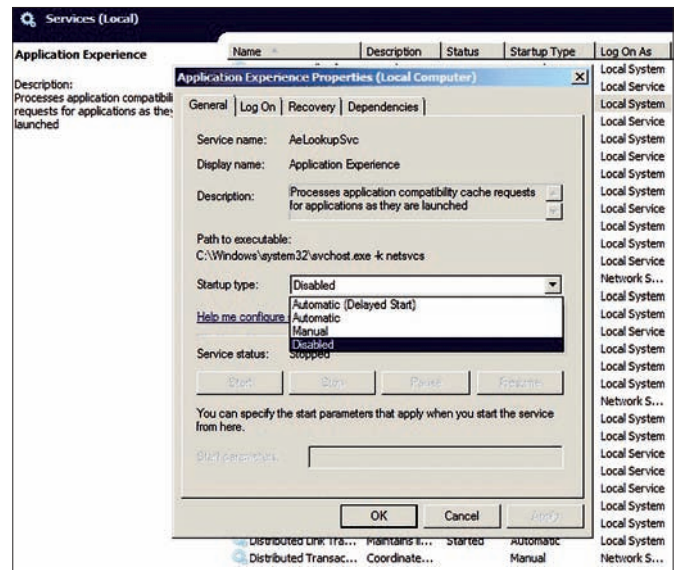 Services (Local)
Application Experience
Description:
Processes application compatibili
requests for applications as they
launched
Name Description Status Startup Type Log On As
Local System
Local Service
Local System
Local Service
Local System
Local Service
Local System
Local System
Local Service
Local System
Local System
Local Service
Network S...
Local System
Local System
Local Service
Local System
Local System
Local System
Network S...
Local System
Local System
Local Service
Local Service
Local Service
Local System
Local System
Application Experience Properties (Local Computer)
General Log On Recovery Dependencies
Service name: AeLookupSvc
Display name: Application Experience
Description: Processes application compatibility cache requests
for applications as they are launched
Path to executable:
C:\Windows\system32\svchost.exe -k netsvcs
Startup type: Disabled
Automatic (Delayed Start)
Help me configure Automatic
Manual
Disabled
Service status: Stopped
Start Stop Pause Resume
You can specify the start parameters that apply when you start the service
from here.
Start parameters:
OK Cancel Apply
Distributed Link Tra... Maintains li... Started Automatic Local System
Distributed Transac... Coordinate... Manual Network S...